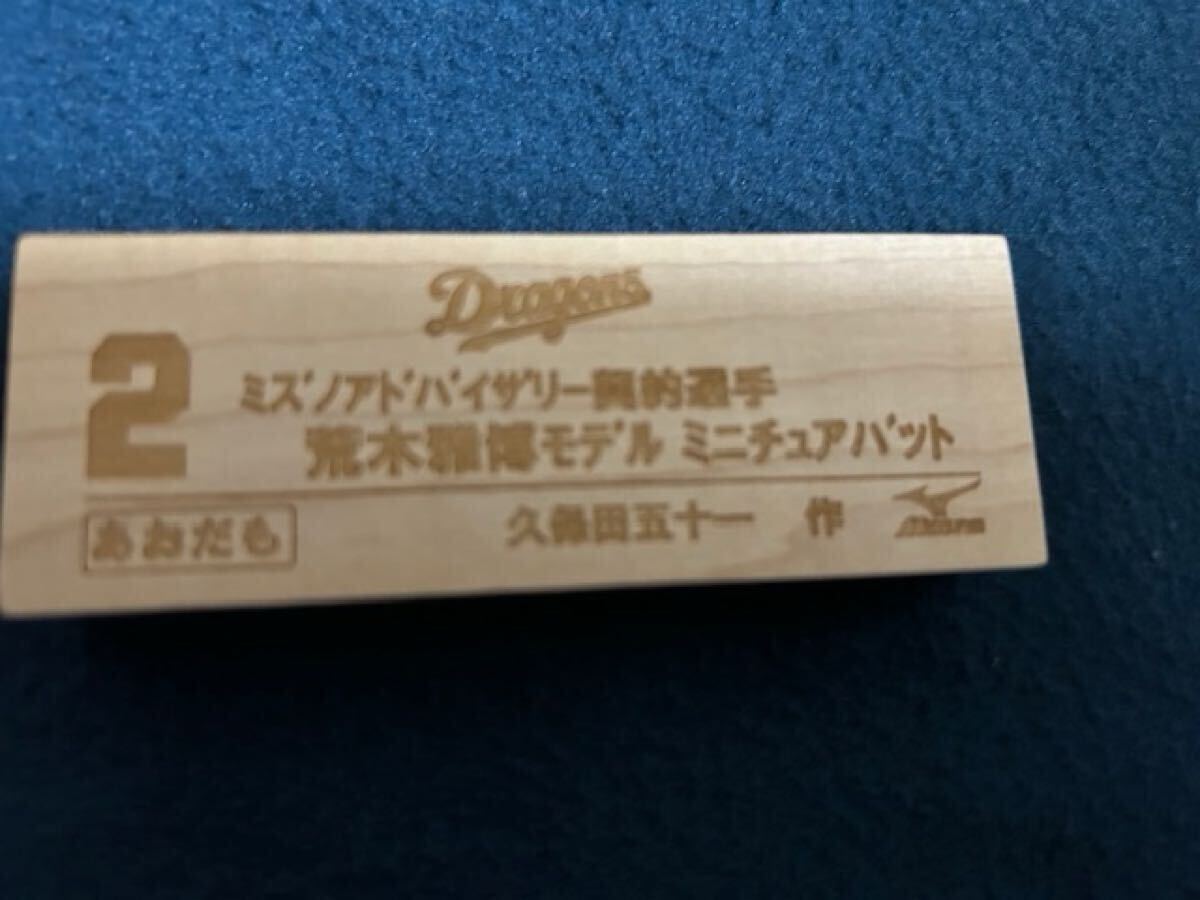 Dragons
2
ミズノアドバイザリー契約選手
荒木雅博モデル ミニチュアバット
あおだも
久保田五十一 作
Mizuno